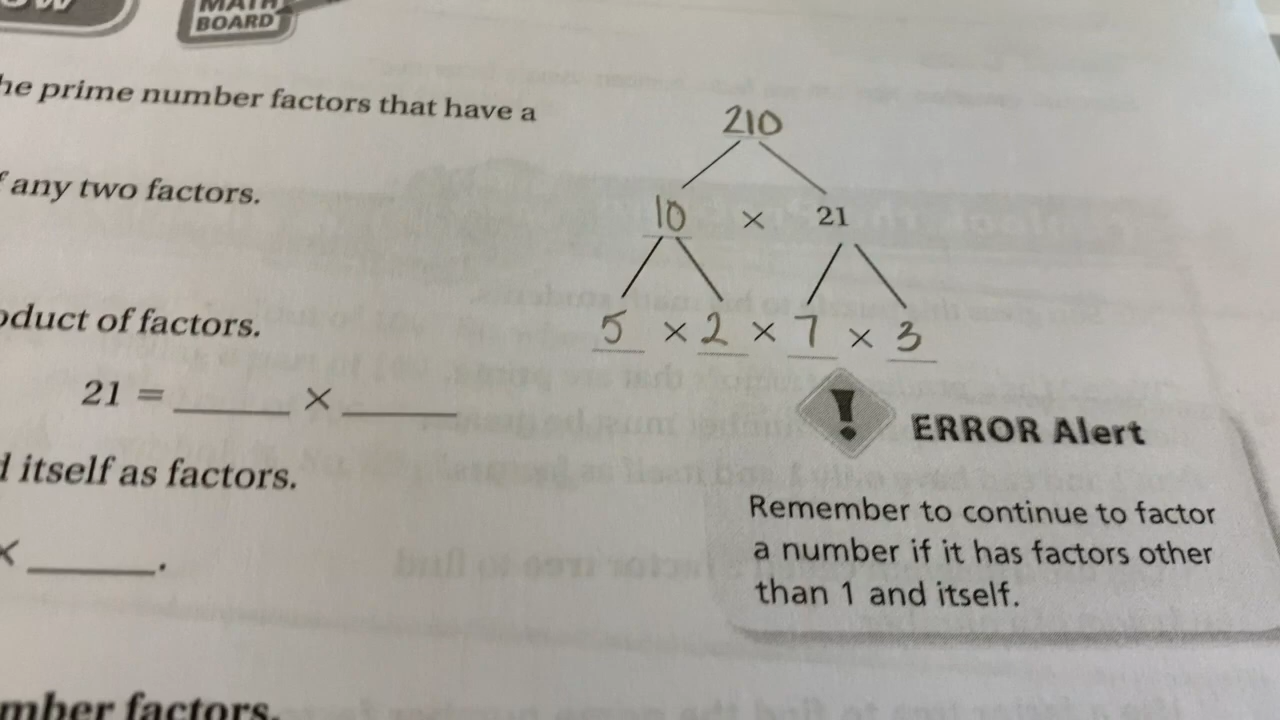 MATH
BOARD
he prime number factors that have a
f any two factors.
oduct of factors.
21 = ______ × ______
d itself as factors.
× ______.
mber factors.
210
10 × 21
5 × 2 × 7 × 3
ERROR Alert
Remember to continue to factor
a number if it has factors other
than 1 and itself.